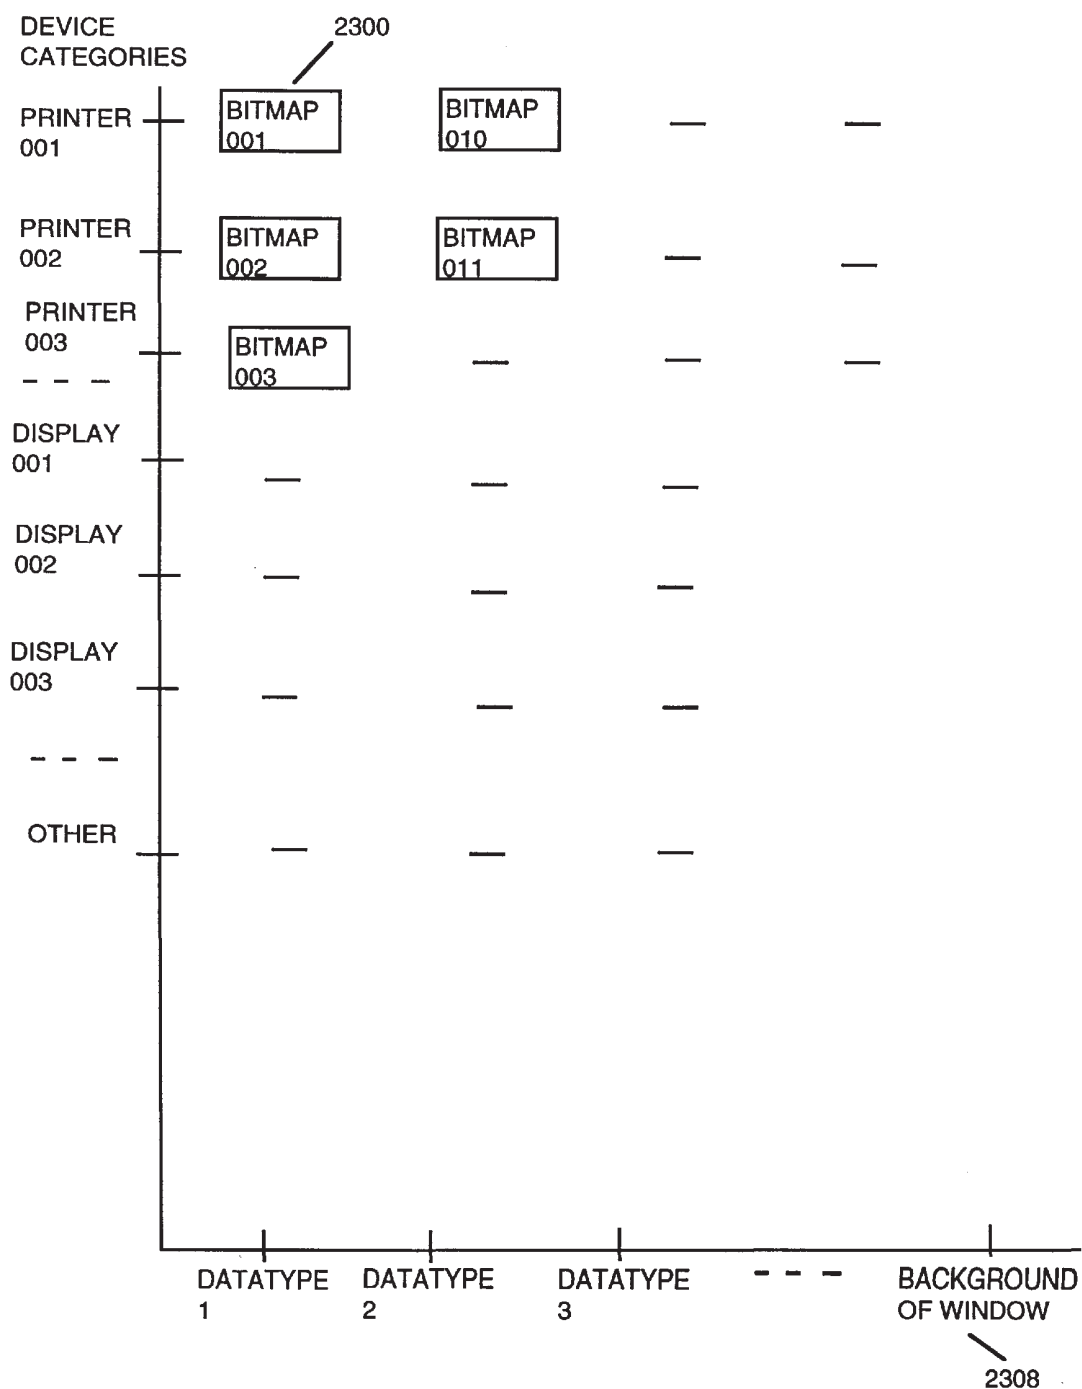 DEVICE
CATEGORIES
2300
PRINTER
001
BITMAP
001
BITMAP
010
PRINTER
002
BITMAP
002
BITMAP
011
PRINTER
003
BITMAP
003
DISPLAY
001
DISPLAY
002
DISPLAY
003
OTHER
DATATYPE
1
DATATYPE
2
DATATYPE
3
BACKGROUND
OF WINDOW
2308